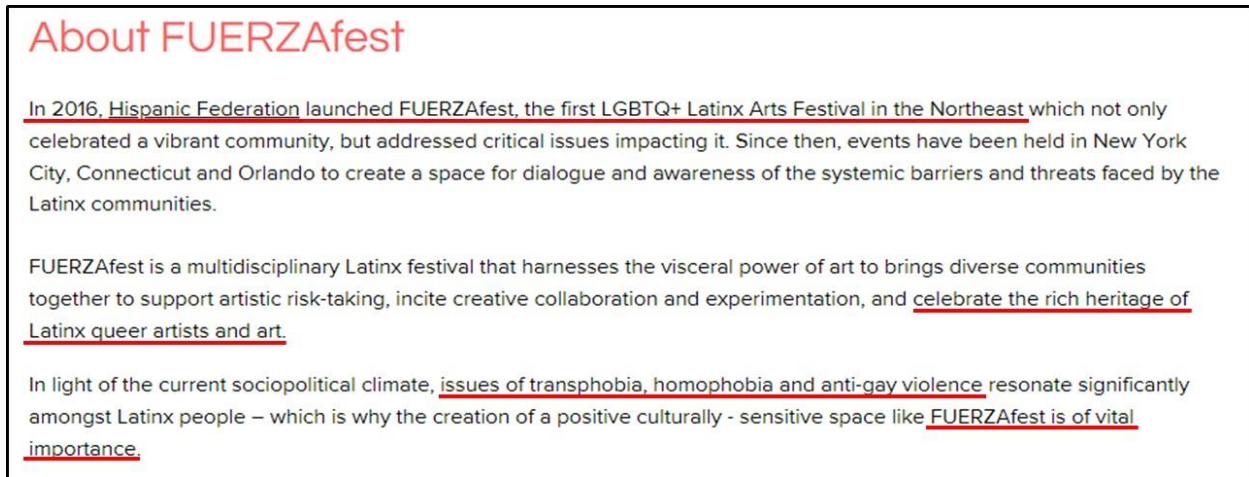 About FUERZAfest
In 2016, Hispanic Federation launched FUERZAfest, the first LGBTQ+ Latinx Arts Festival in the Northeast which not only
celebrated a vibrant community, but addressed critical issues impacting it. Since then, events have been held in New York
City, Connecticut and Orlando to create a space for dialogue and awareness of the systemic barriers and threats faced by the
Latinx communities.
FUERZAfest is a multidisciplinary Latinx festival that harnesses the visceral power of art to brings diverse communities
together to support artistic risk-taking, incite creative collaboration and experimentation, and celebrate the rich heritage of
Latinx queer artists and art.
In light of the current sociopolitical climate, issues of transphobia, homophobia and anti-gay violence resonate significantly
amongst Latinx people – which is why the creation of a positive culturally - sensitive space like FUERZAfest is of vital
importance.